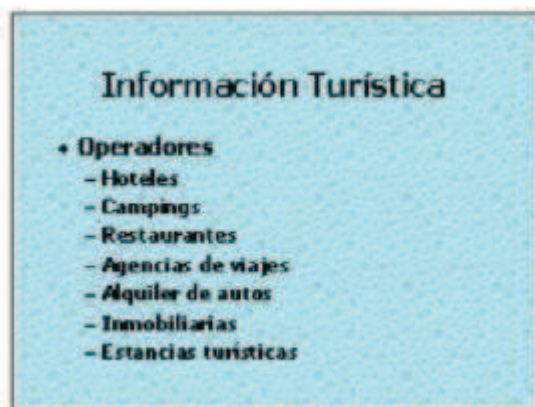 Información Turística
• Operadores
– Hoteles
– Campings
– Restaurantes
– Agencias de viajes
– Alquiler de autos
– Inmobiliarias
– Estancias turísticas